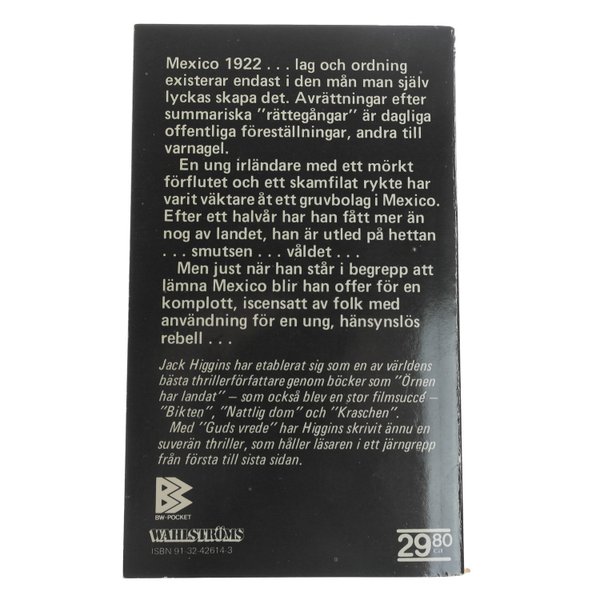 Mexico 1922 . . . lag och ordning
existerar endast i den mån man själv
lyckas skapa det. Avrättningar efter
summariska "rättegångar" är dagliga
offentliga föreställningar, andra till
varnagel.
En ung irländare med ett mörkt
förflutet och ett skamfilat rykte har
varit väktare åt ett gruvbolag i Mexico.
Efter ett halvår har han fått mer än
nog av landet, han är utled på hettan
. . . smutsen . . . våldet . . .
Men just när han står i begrepp att
lämna Mexico blir han offer för en
komplott, iscensatt av folk med
användning för en ung, hänsynslös
rebell . . .
Jack Higgins har etablerat sig som en av världens
bästa thrillerförfattare genom böcker som "Örnen
har landat" – som också blev en stor filmsuccé –
"Bikten", "Nattlig dom" och "Kraschen".
Med "Guds vrede" har Higgins skrivit ännu en
suverän thriller, som håller läsaren i ett järngrepp
från första till sista sidan.
BW-POCKET
WAHLSTRÖMS
ISBN 91-32-42614-3
29 80
ca